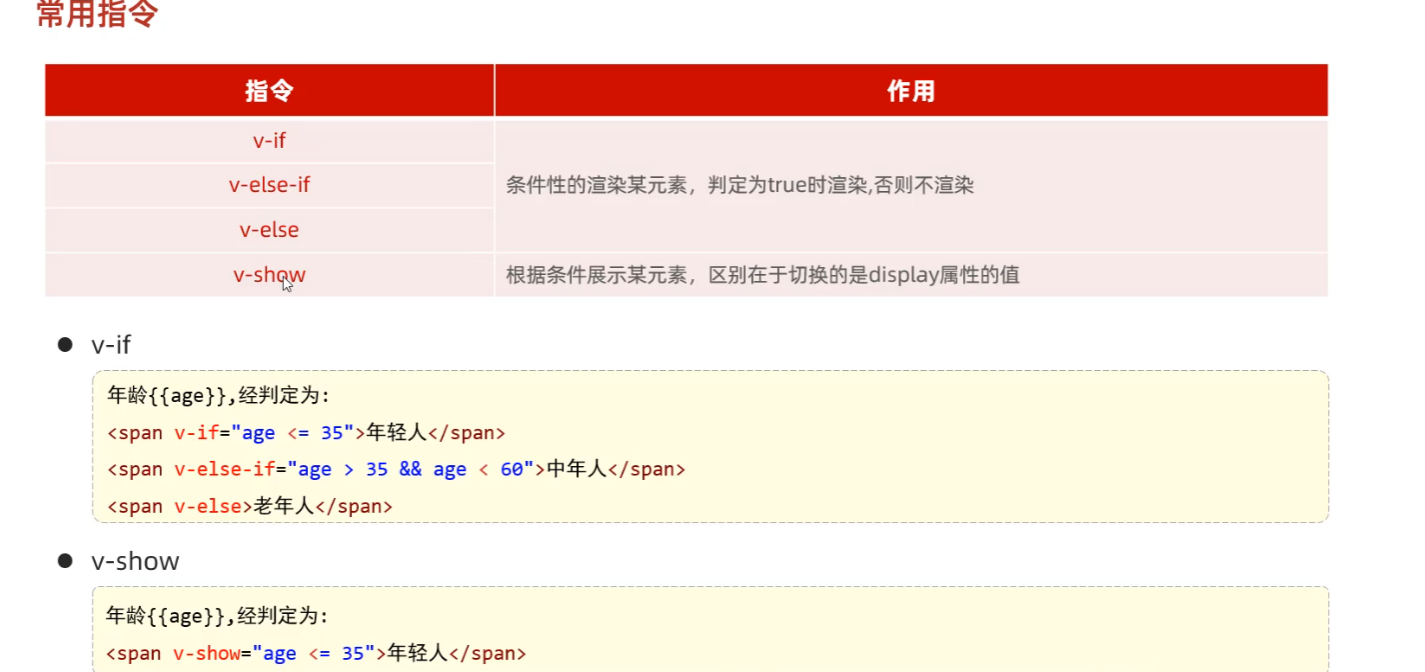 常用指令
指令 作用
v-if
v-else-if 条件性的渲染某元素，判定为true时渲染,否则不渲染
v-else
v-show 根据条件展示某元素，区别在于切换的是display属性的值
● v-if
年龄{{age}},经判定为:
<span v-if="age <= 35">年轻人</span>
<span v-else-if="age > 35 && age < 60">中年人</span>
<span v-else>老年人</span>
● v-show
年龄{{age}},经判定为:
<span v-show="age <= 35">年轻人</span>